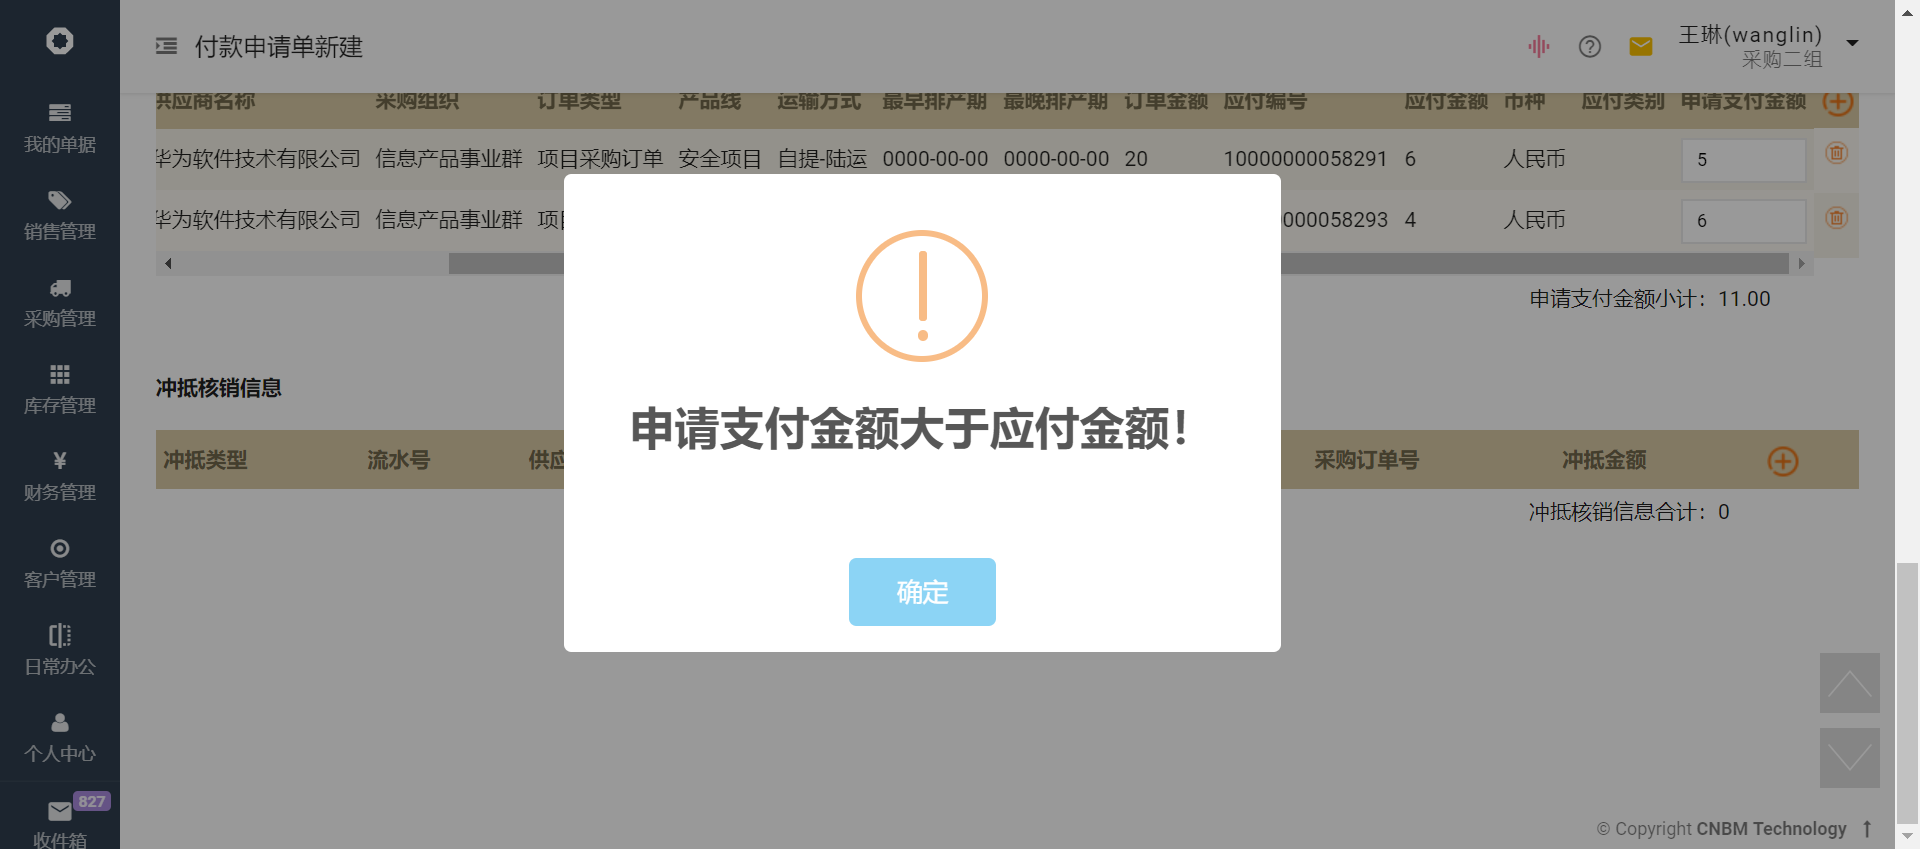 付款申请单新建
王琳(wanglin)
采购二组
我的单据
销售管理
采购管理
库存管理
¥
财务管理
客户管理
日常办公
个人中心
827
收件箱
供应商名称 采购组织 订单类型 产品线 运输方式 最早排产期 最晚排产期 订单金额 应付编号 应付金额 币种 应付类别 申请支付金额
华为软件技术有限公司 信息产品事业群 项目采购订单 安全项目 自提-陆运 0000-00-00 0000-00-00 20 10000000058291 6 人民币 5
华为软件技术有限公司 信息产品事业群 项 000058293 4 人民币 6
申请支付金额小计：11.00
冲抵核销信息
冲抵类型 流水号 供应 采购订单号 冲抵金额
冲抵核销信息合计：0
申请支付金额大于应付金额！
确定
© Copyright CNBM Technology